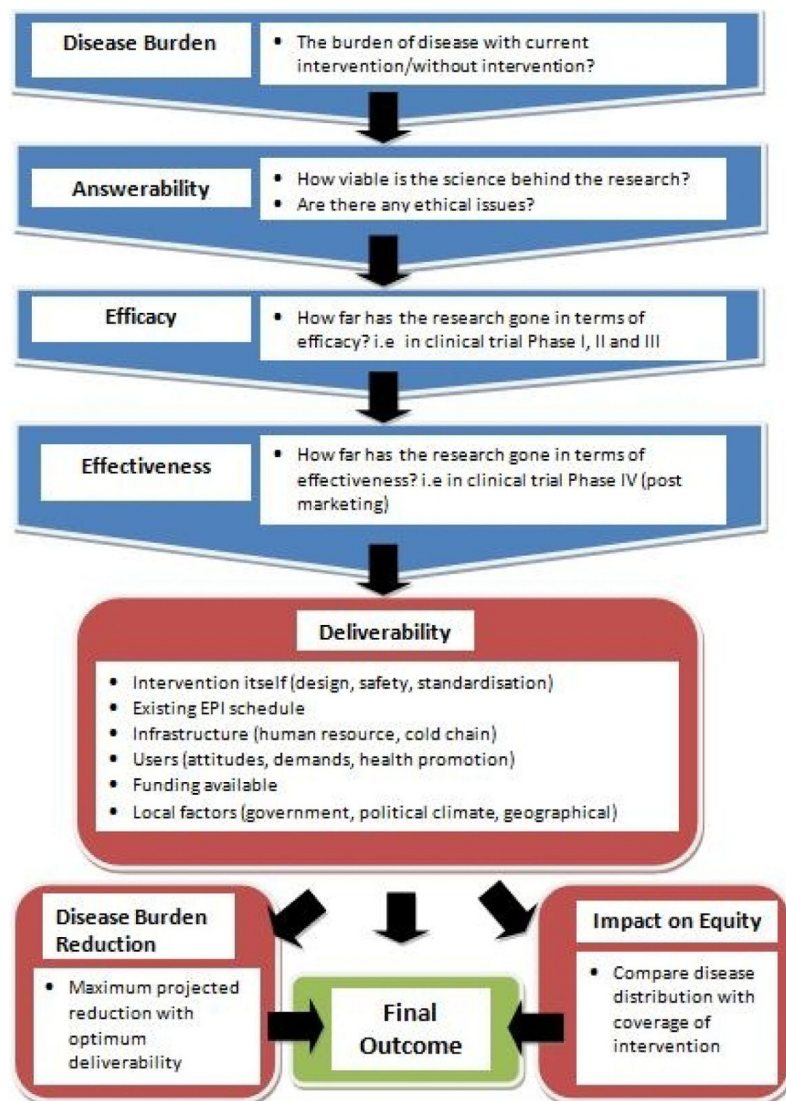 Disease Burden
• The burden of disease with current
intervention/without intervention?
Answerability
• How viable is the science behind the research?
• Are there any ethical issues?
Efficacy
• How far has the research gone in terms of
efficacy? i.e in clinical trial Phase I, II and III
Effectiveness
• How far has the research gone in terms of
effectiveness? i.e in clinical trial Phase IV (post
marketing)
Deliverability
• Intervention itself (design, safety, standardisation)
• Existing EPI schedule
• Infrastructure (human resource, cold chain)
• Users (attitudes, demands, health promotion)
• Funding available
• Local factors (government, political climate, geographical)
Disease Burden
Reduction
• Maximum projected
reduction with
optimum
deliverability
Final
Outcome
Impact on Equity
• Compare disease
distribution with
coverage of
intervention